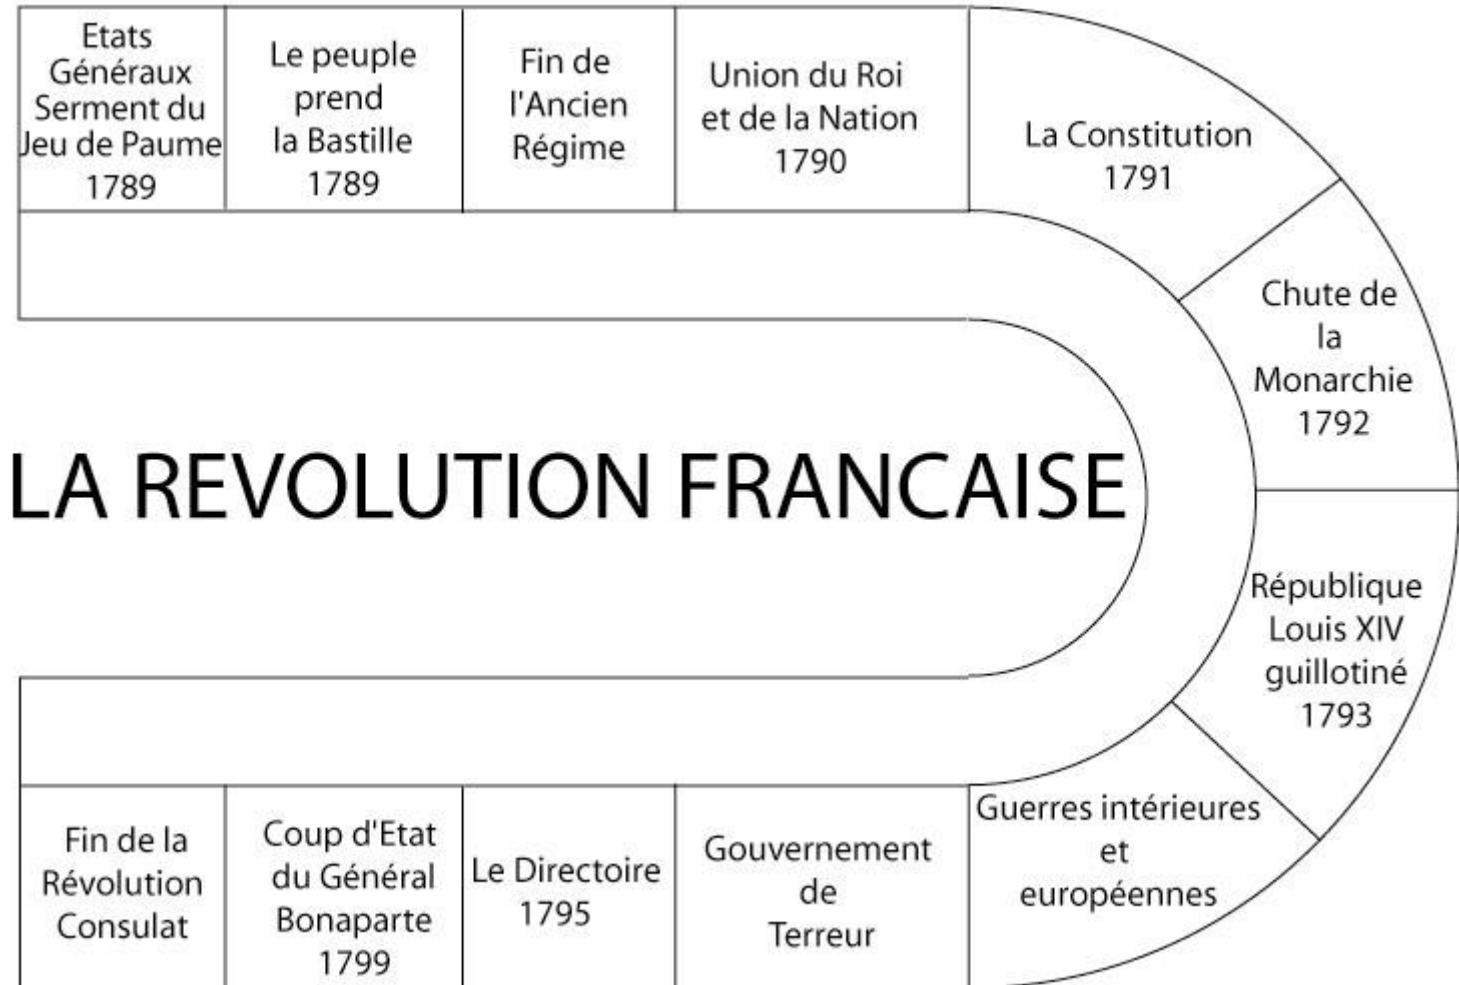 Etats
Généraux
Serment du
Jeu de Paume
1789
Le peuple
prend
la Bastille
1789
Fin de
l'Ancien
Régime
Union du Roi
et de la Nation
1790
La Constitution
1791
Chute de
la
Monarchie
1792
LA REVOLUTION FRANCAISE
République
Louis XIV
guillotiné
1793
Guerres intérieures
et
européennes
Gouvernement
de
Terreur
Le Directoire
1795
Coup d'Etat
du Général
Bonaparte
1799
Fin de la
Révolution
Consulat